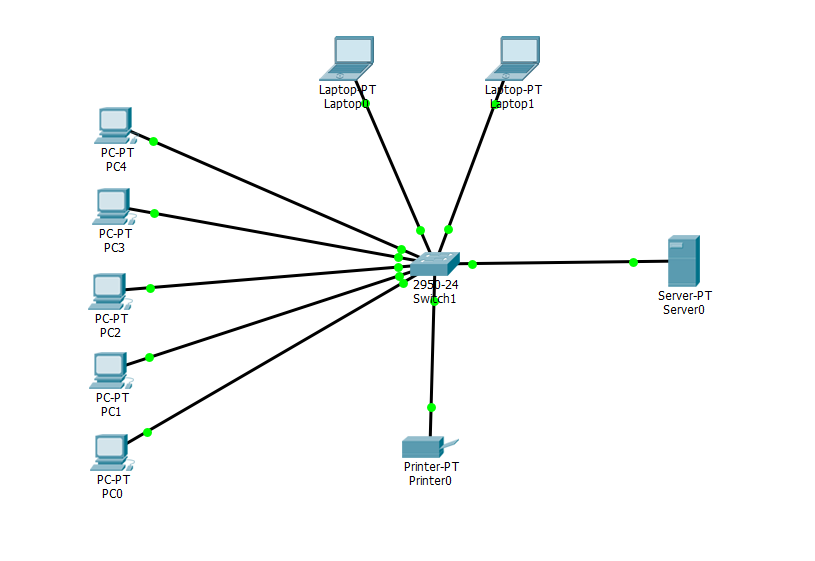 Laptop-PT
Laptop0
Laptop-PT
Laptop1
PC-PT
PC4
PC-PT
PC3
2950-24
Switch1
Server-PT
Server0
PC-PT
PC2
PC-PT
PC1
Printer-PT
Printer0
PC-PT
PC0